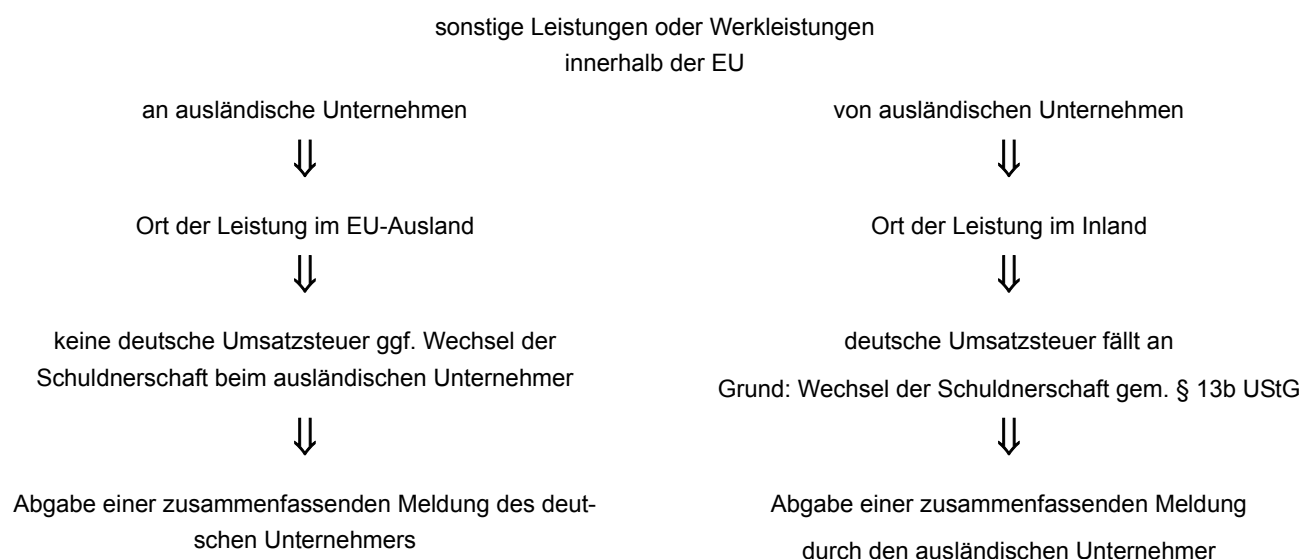 sonstige Leistungen oder Werkleistungen
innerhalb der EU
an ausländische Unternehmen
⇓
Ort der Leistung im EU-Ausland
⇓
keine deutsche Umsatzsteuer ggf. Wechsel der
Schuldnerschaft beim ausländischen Unternehmer
⇓
Abgabe einer zusammenfassenden Meldung des deut-
schen Unternehmers
von ausländischen Unternehmen
⇓
Ort der Leistung im Inland
⇓
deutsche Umsatzsteuer fällt an
Grund: Wechsel der Schuldnerschaft gem. § 13b UStG
⇓
Abgabe einer zusammenfassenden Meldung
durch den ausländischen Unternehmer